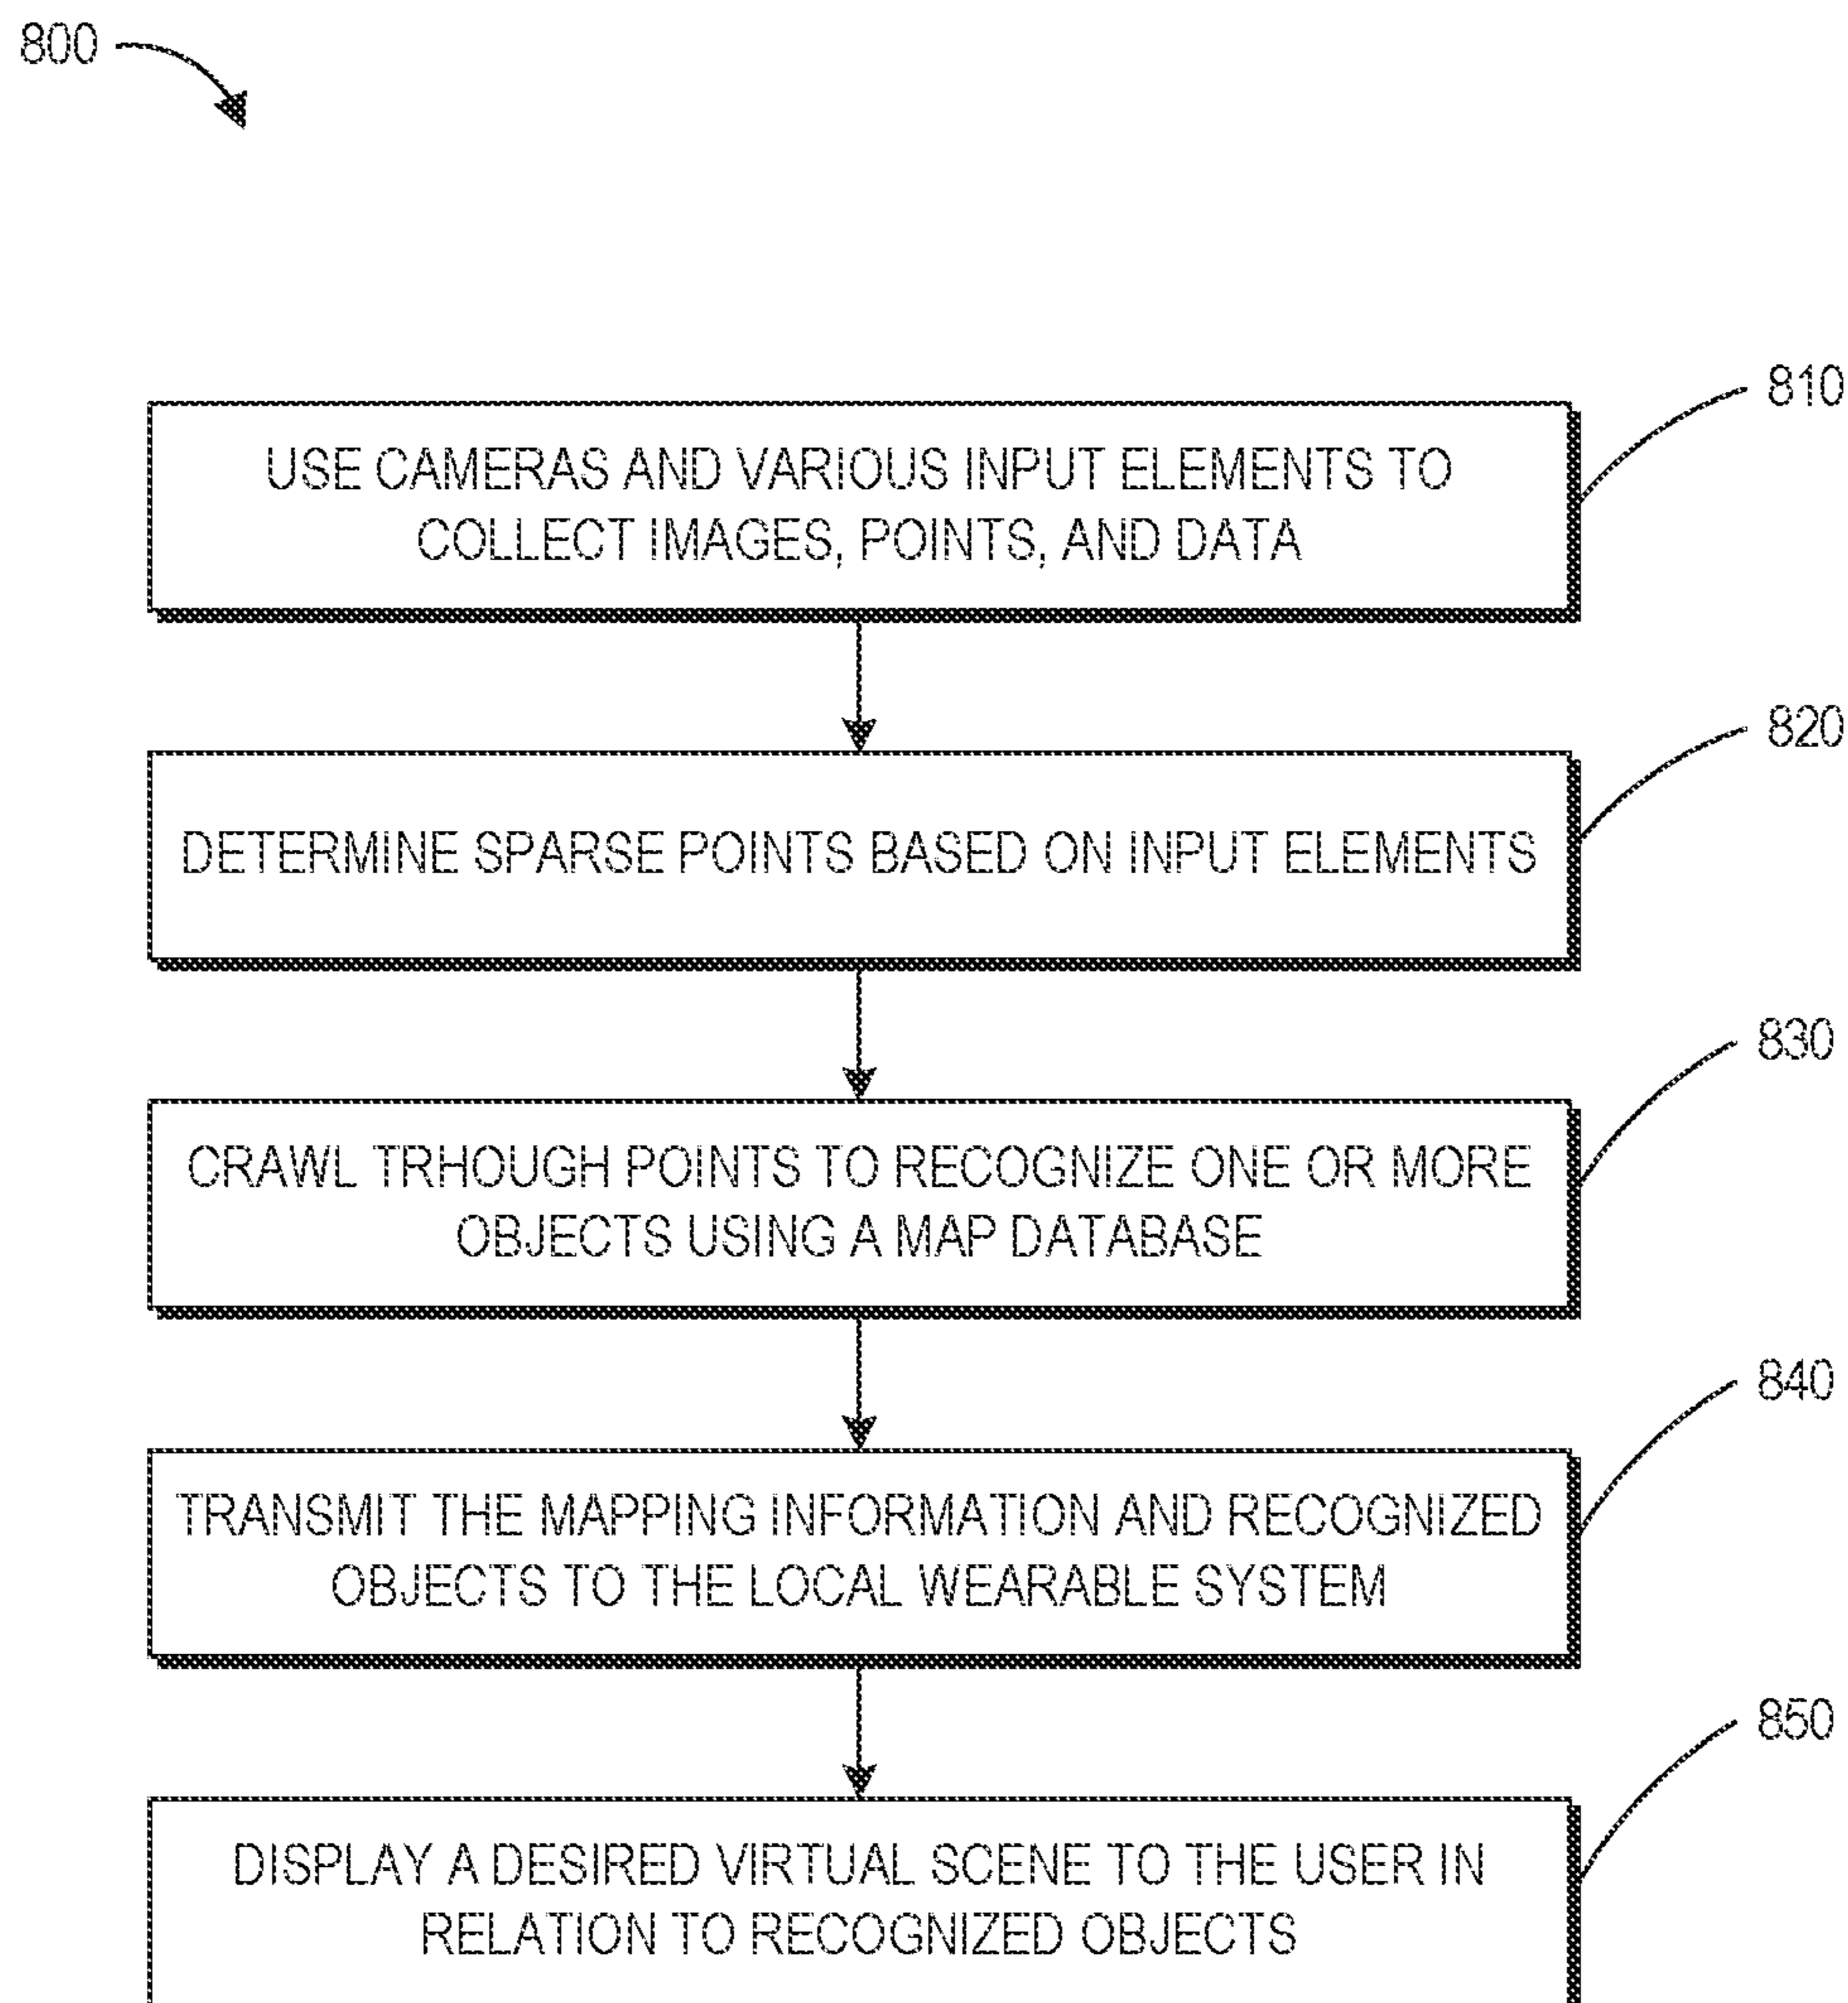 800
810
USE CAMERAS AND VARIOUS INPUT ELEMENTS TO
COLLECT IMAGES, POINTS, AND DATA
820
DETERMINE SPARSE POINTS BASED ON INPUT ELEMENTS
830
CRAWL TRHOUGH POINTS TO RECOGNIZE ONE OR MORE
OBJECTS USING A MAP DATABASE
840
TRANSMIT THE MAPPING INFORMATION AND RECOGNIZED
OBJECTS TO THE LOCAL WEARABLE SYSTEM
850
DISPLAY A DESIRED VIRTUAL SCENE TO THE USER IN
RELATION TO RECOGNIZED OBJECTS